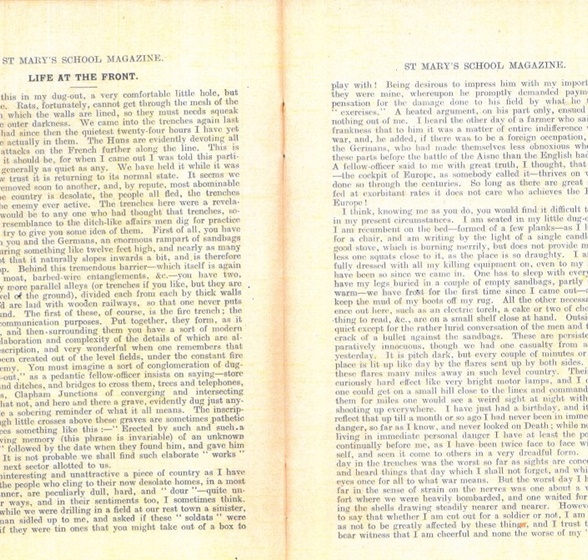 ST MARY'S SCHOOL MAGAZINE.
LIFE AT THE FRONT.
this in my dug-out, a very comfortable little hole, but
e. Rats, fortunately, cannot get through the mesh of the
h which the walls are lined, so they must needs squeak
e outer darkness. We came into the trenches again last
had since then the quietest twenty-four hours I have yet
e actually in them. The Huns are evidently devoting all
attacks on the French further along the line. This is
it should be, for when I came out I was told this parti-
generally as quiet as any. We have held it while it was
w trust it is returning to its normal state. It seems we
removed soon to another, and, by repute, most abominable
e country is desolate, the people all fled, the trenches
he enemy ever active. The trenches here were a revela-
would be to any one who had thought that trenches, so-
resemblance to the ditch-like affairs men dig for practice
try to give you some idea of them. First of all, you have
n you and the Germans, an enormous rampart of sandbags
uring something like twelve feet high, and nearly as many
ot that it naturally slopes inwards a bit, and is therefore
p. Behind this tremendous barrier—which itself is again
moat, barbed-wire entanglements, &c.—you have two,
y more parallel alleys (or trenches if you like, but they are
vel of the ground), divided each from each by thick walls
d are laid with wooden railways, so that one never puts
und. The first of these, of course, is the fire trench; the
communication purposes. Put together, they form, as it
and then surrounding them you have a sort of modern
elaboration and complexity of the details of which are al-
escription, and very wonderful when one remembers that
been created out of the level fields, under the constant fire
emy. You must imagine a sort of conglomeration of dug-
-out," as a pedantic fellow-officer insists on saying—store
and ditches, and bridges to cross them, trees and telephones,
, Clapham Junctions of converging and intersecting
hat not, and here and there a grave, evidently dug just any-
le a sobering reminder of what it all means. The inscrip-
ugh little crosses above these graves are sometimes pathetic
ces something like this:—" Erected by such and such a
ving memory (this phrase is invariable) of an unknown
" followed by the date when they found him, and gave him
It is probable we shall find such elaborate " works "
next sector allotted to us.
ninteresting and unattractive a piece of country as I have
the people who cling to their now desolate homes, in a most
nner, are peculiarly dull, hard, and " dour "—quite un-
r ways, and in their sentiments too, I sometimes think.
while we were drilling in a field at our rest town a sinister,
man sidled up to me, and asked if these " soldats " were
if they were tin ones that you might take out of a box to
ST MARY'S SCHOOL MAGAZINE.
play with! Being desirous to impress him with my import
they were mine, whereupon he promptly demanded paym
pensation for the damage done to his field by what he
" exercises." A heated argument, on his part only, ensued
nothing out of me. I heard the other day of a farmer who sai
frankness that to him it was a matter of entire indifference
war, and, he added, if there was to be a foreign occupation,
the Germans, who had made themselves less obnoxious whe
these parts before the battle of the Aisne than the English hav
A fellow-officer said to me with great truth, I thought, that
—the cockpit of Europe, as somebody called it—thrives on w
done so through the centuries. So long as there are great
fed at exorbitant rates it does not care who achieves the
Europe!
I think, knowing me as you do, you would find it difficult t
in my present circumstances. I am seated in my little dug-o
I am recumbent on the bed—formed of a few planks—as I h
for a chair, and am writing by the light of a single candl
good stove, which is burning merrily, but does not provide m
less one squats close to it, as the place is so draughty. I a
fully dressed with all my killing equipment on, even to my
have been so since we came in. One has to sleep with ever
have my legs buried in a couple of empty sandbags, partly
warm—we have frost for the first time since I came out—
keep the mud of my boots off my rug. All the other necess
ence out here, such as an electric torch, a cake or two of cho
thing to read, &c., are on a small shelf close at hand. Outsi
quiet except for the rather lurid conversation of the men and t
crack of a bullet against the sandbags. These are persiste
paratively innocuous, though we had one casualty from a
yesterday. It is pitch dark, but every couple of minutes or
place is lit up like day by the flares sent up by both sides.
these flares many miles away in such level country. Thei
curiously hard effect like very bright motor lamps, and I
one could get on a small hill close to the lines and command
them for miles one would see a weird sight at night with
shooting up everywhere. I have just had a birthday, and i
reflect that up till a month or so ago I had never been in imme
danger, so far as I know, and never looked on Death; while no
living in immediate personal danger I have at least the po
continually before me, as I have been twice face to face wi
self, and seen it come to others in a very dreadful form.
day in the trenches was the worst so far as sights are conce
and heard things that day which I shall not forget, and whi
eyes once for all to what war means. But the worst day I h
far in the sense of strain on the nerves was one about a w
fort where we were heavily bombarded, and one waited for
ing the shells drawing steadily nearer and nearer. Howeve
to say that whether I am cut out for a soldier or not, I am
as not to be greatly affected by these things, and I trust t
bear witness that I am cheerful and none the worse of my